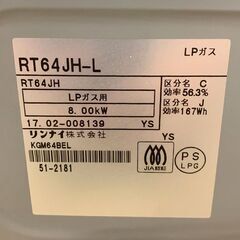 LPガス
RT64JH-L
RT64JH
区分名 C
効率56.3%
LPガス用
区分名 J
8.00kW
効率167Wh
17.02-008139 YS
リンナイ株式会社 YS
KGM64BEL
51-2181
JIA
PS
LPG